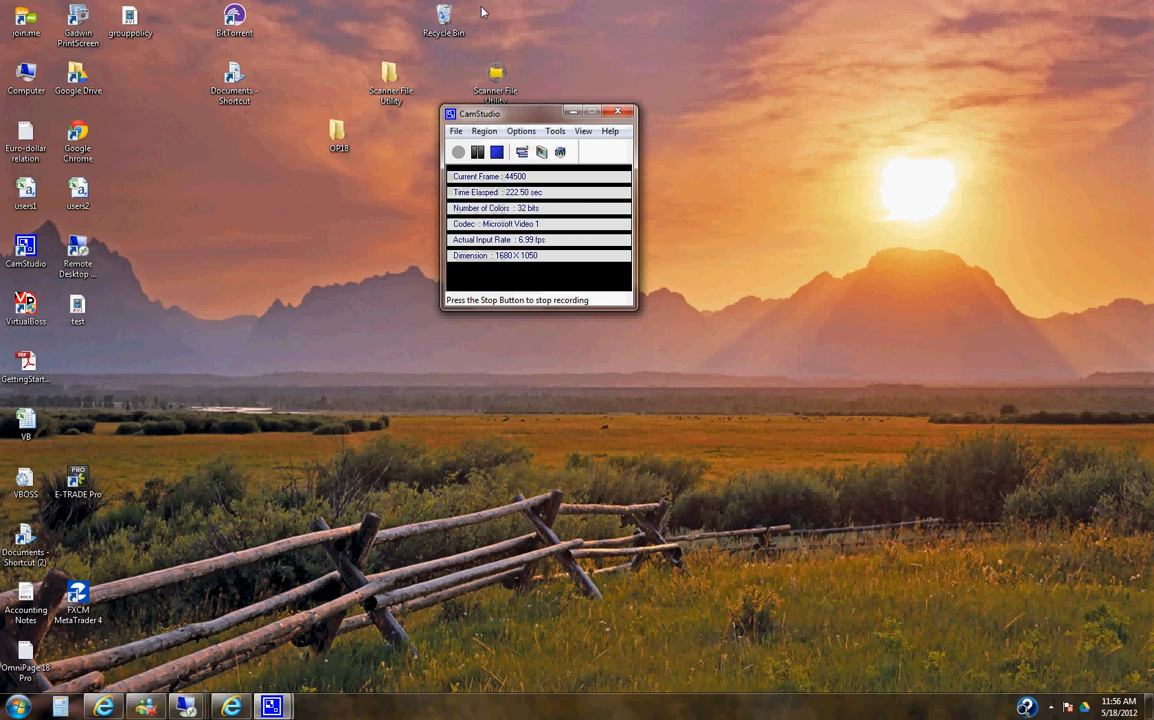 join.me
Gadwin
PrintScreen
grouppolicy
BitTorrent
Recycle Bin
Computer
Google Drive
Documents -
Shortcut
Scanner File
Utility
Scanner File
Utility
Euro-dollar
relation
Google
Chrome
OP18
users1
users2
CamStudio
Remote
Desktop ...
VirtualBoss
test
GettingStart...
VB
VBOSS
E-TRADE Pro
Documents -
Shortcut (2)
Accounting
Notes
FXCM
MetaTrader 4
OmniPage 18
Pro
CamStudio
File Region Options Tools View Help
Current Frame : 44500
Time Elasped : 222.50 sec
Number of Colors : 32 bits
Codec : Microsoft Video 1
Actual Input Rate : 6.99 fps
Dimension : 1680 X 1050
Press the Stop Button to stop recording
11:56 AM
5/18/2012